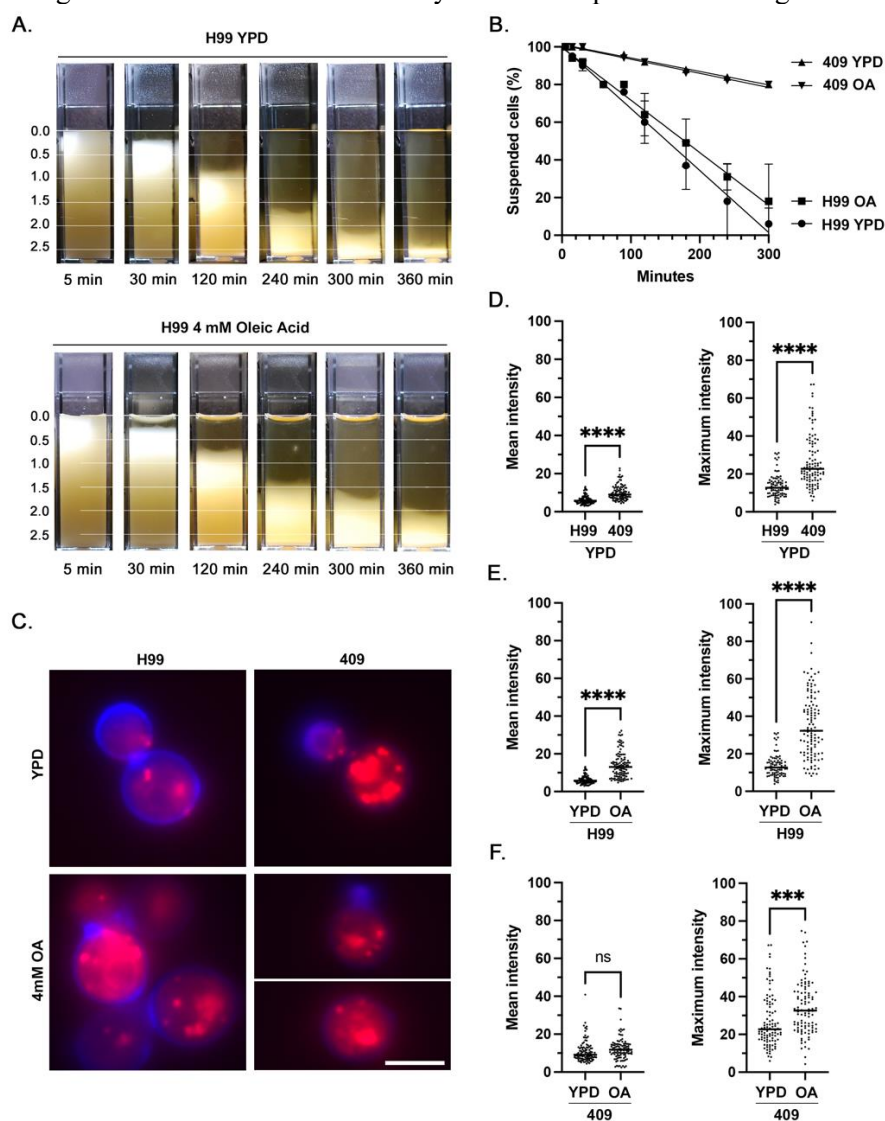 A.
H99 YPD
0.0
0.5
1.0
1.5
2.0
2.5
5 min 30 min 120 min 240 min 300 min 360 min
H99 4 mM Oleic Acid
0.0
0.5
1.0
1.5
2.0
2.5
5 min 30 min 120 min 240 min 300 min 360 min
B.
Suspended cells (%)
100
80
60
40
20
0
0 100 200 300
Minutes
409 YPD
409 OA
H99 OA
H99 YPD
C.
H99 409
YPD
4mM OA
D.
Mean intensity
100
80
60
40
20
0
****
H99 409
YPD
Maximum intensity
100
80
60
40
20
0
****
H99 409
YPD
E.
Mean intensity
100
80
60
40
20
0
****
YPD OA
H99
Maximum intensity
100
80
60
40
20
0
****
YPD OA
H99
F.
Mean intensity
100
80
60
40
20
0
ns
YPD OA
409
Maximum intensity
100
80
60
40
20
0
***
YPD OA
409